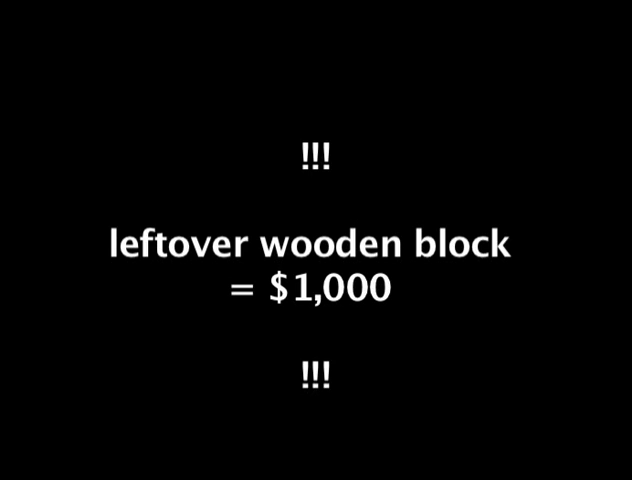 !!!
leftover wooden block
= $1,000
!!!